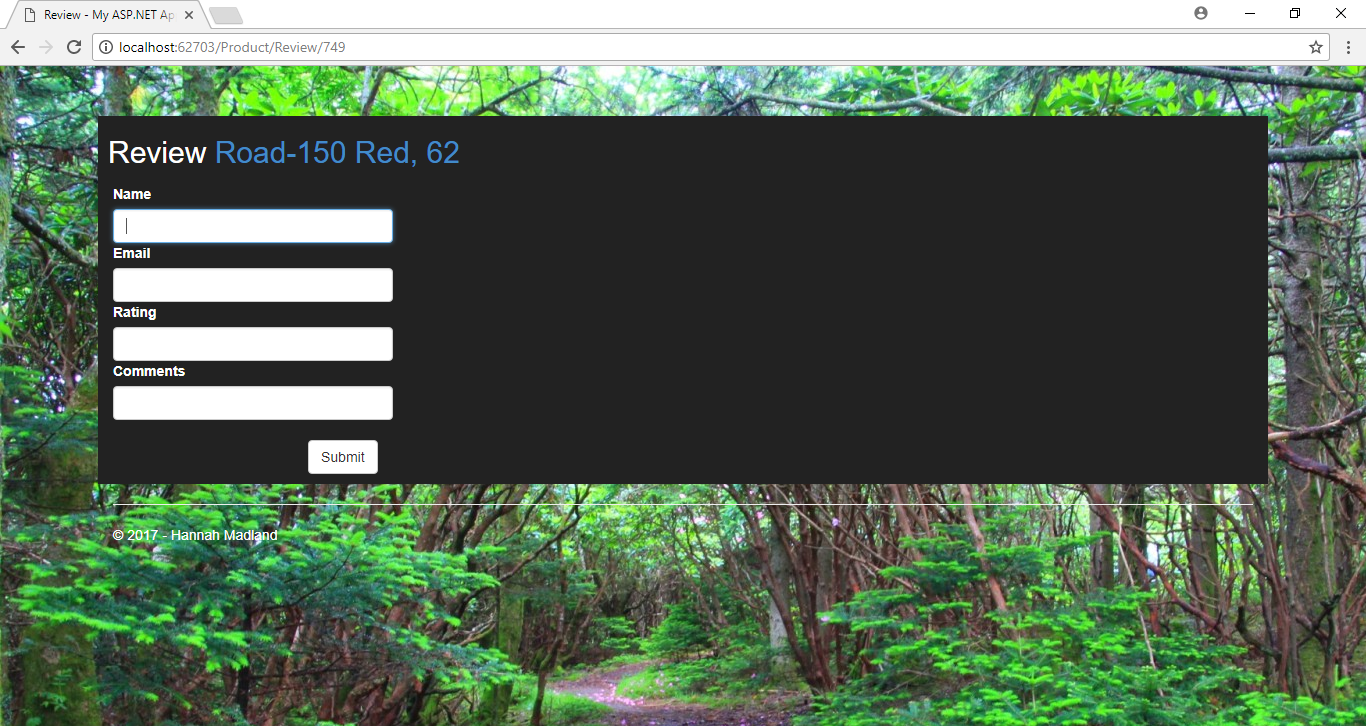 Review - My ASP.NET Ap
localhost:62703/Product/Review/749
Review Road-150 Red, 62
Name
Email
Rating
Comments
Submit
© 2017 - Hannah Madland